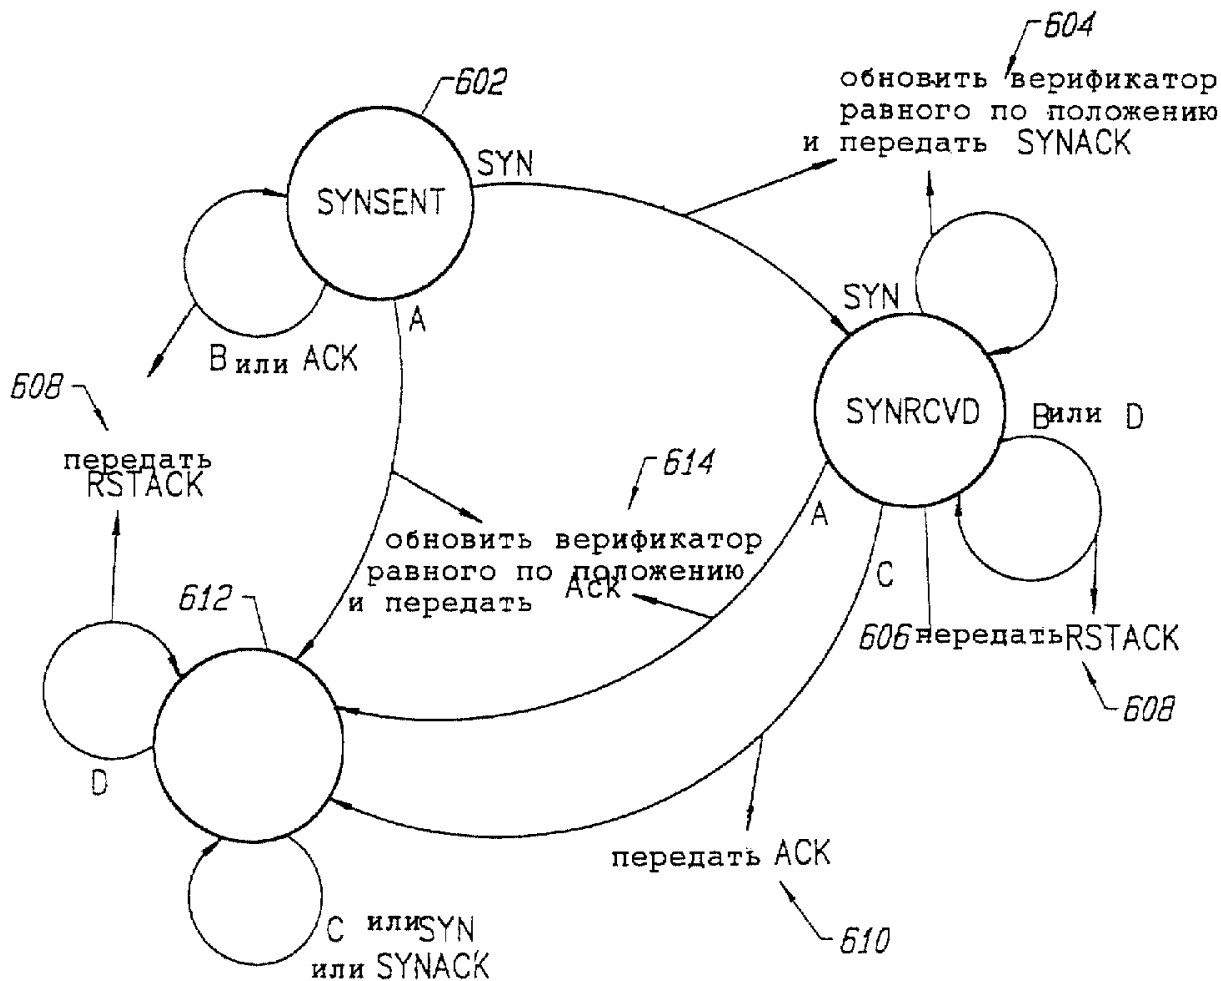 604
обновить верификатор
равного по положению
и передать SYNACK
602
SYN
SYNSENT
A
B или ACK
608
передать
RSTACK
SYN
SYNRCVD
B или D
614
обновить верификатор
равного по положению
и передать Ack
A
C
606 передать RSTACK
608
612
D
передать ACK
610
C или SYN
или SYNACK